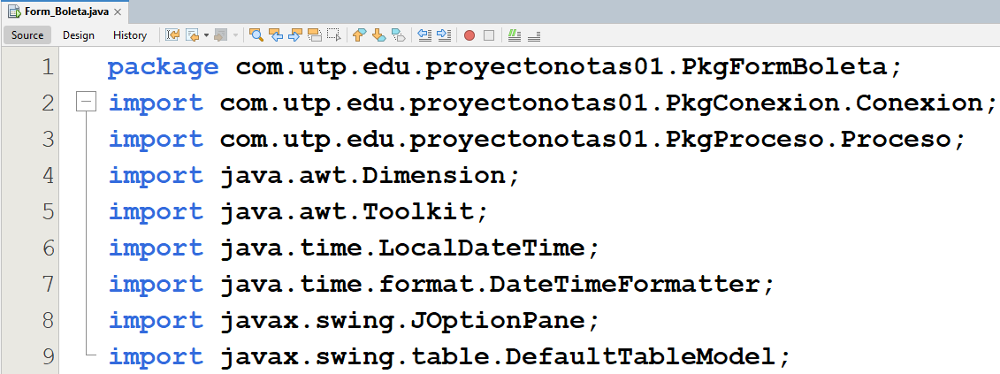 Form_Boleta.java
Source Design History
1 package com.utp.edu.proyectonotas01.PkgFormBoleta;
2 import com.utp.edu.proyectonotas01.PkgConexion.Conexion;
3 import com.utp.edu.proyectonotas01.PkgProceso.Proceso;
4 import java.awt.Dimension;
5 import java.awt.Toolkit;
6 import java.time.LocalDateTime;
7 import java.time.format.DateTimeFormatter;
8 import javax.swing.JOptionPane;
9 import javax.swing.table.DefaultTableModel;